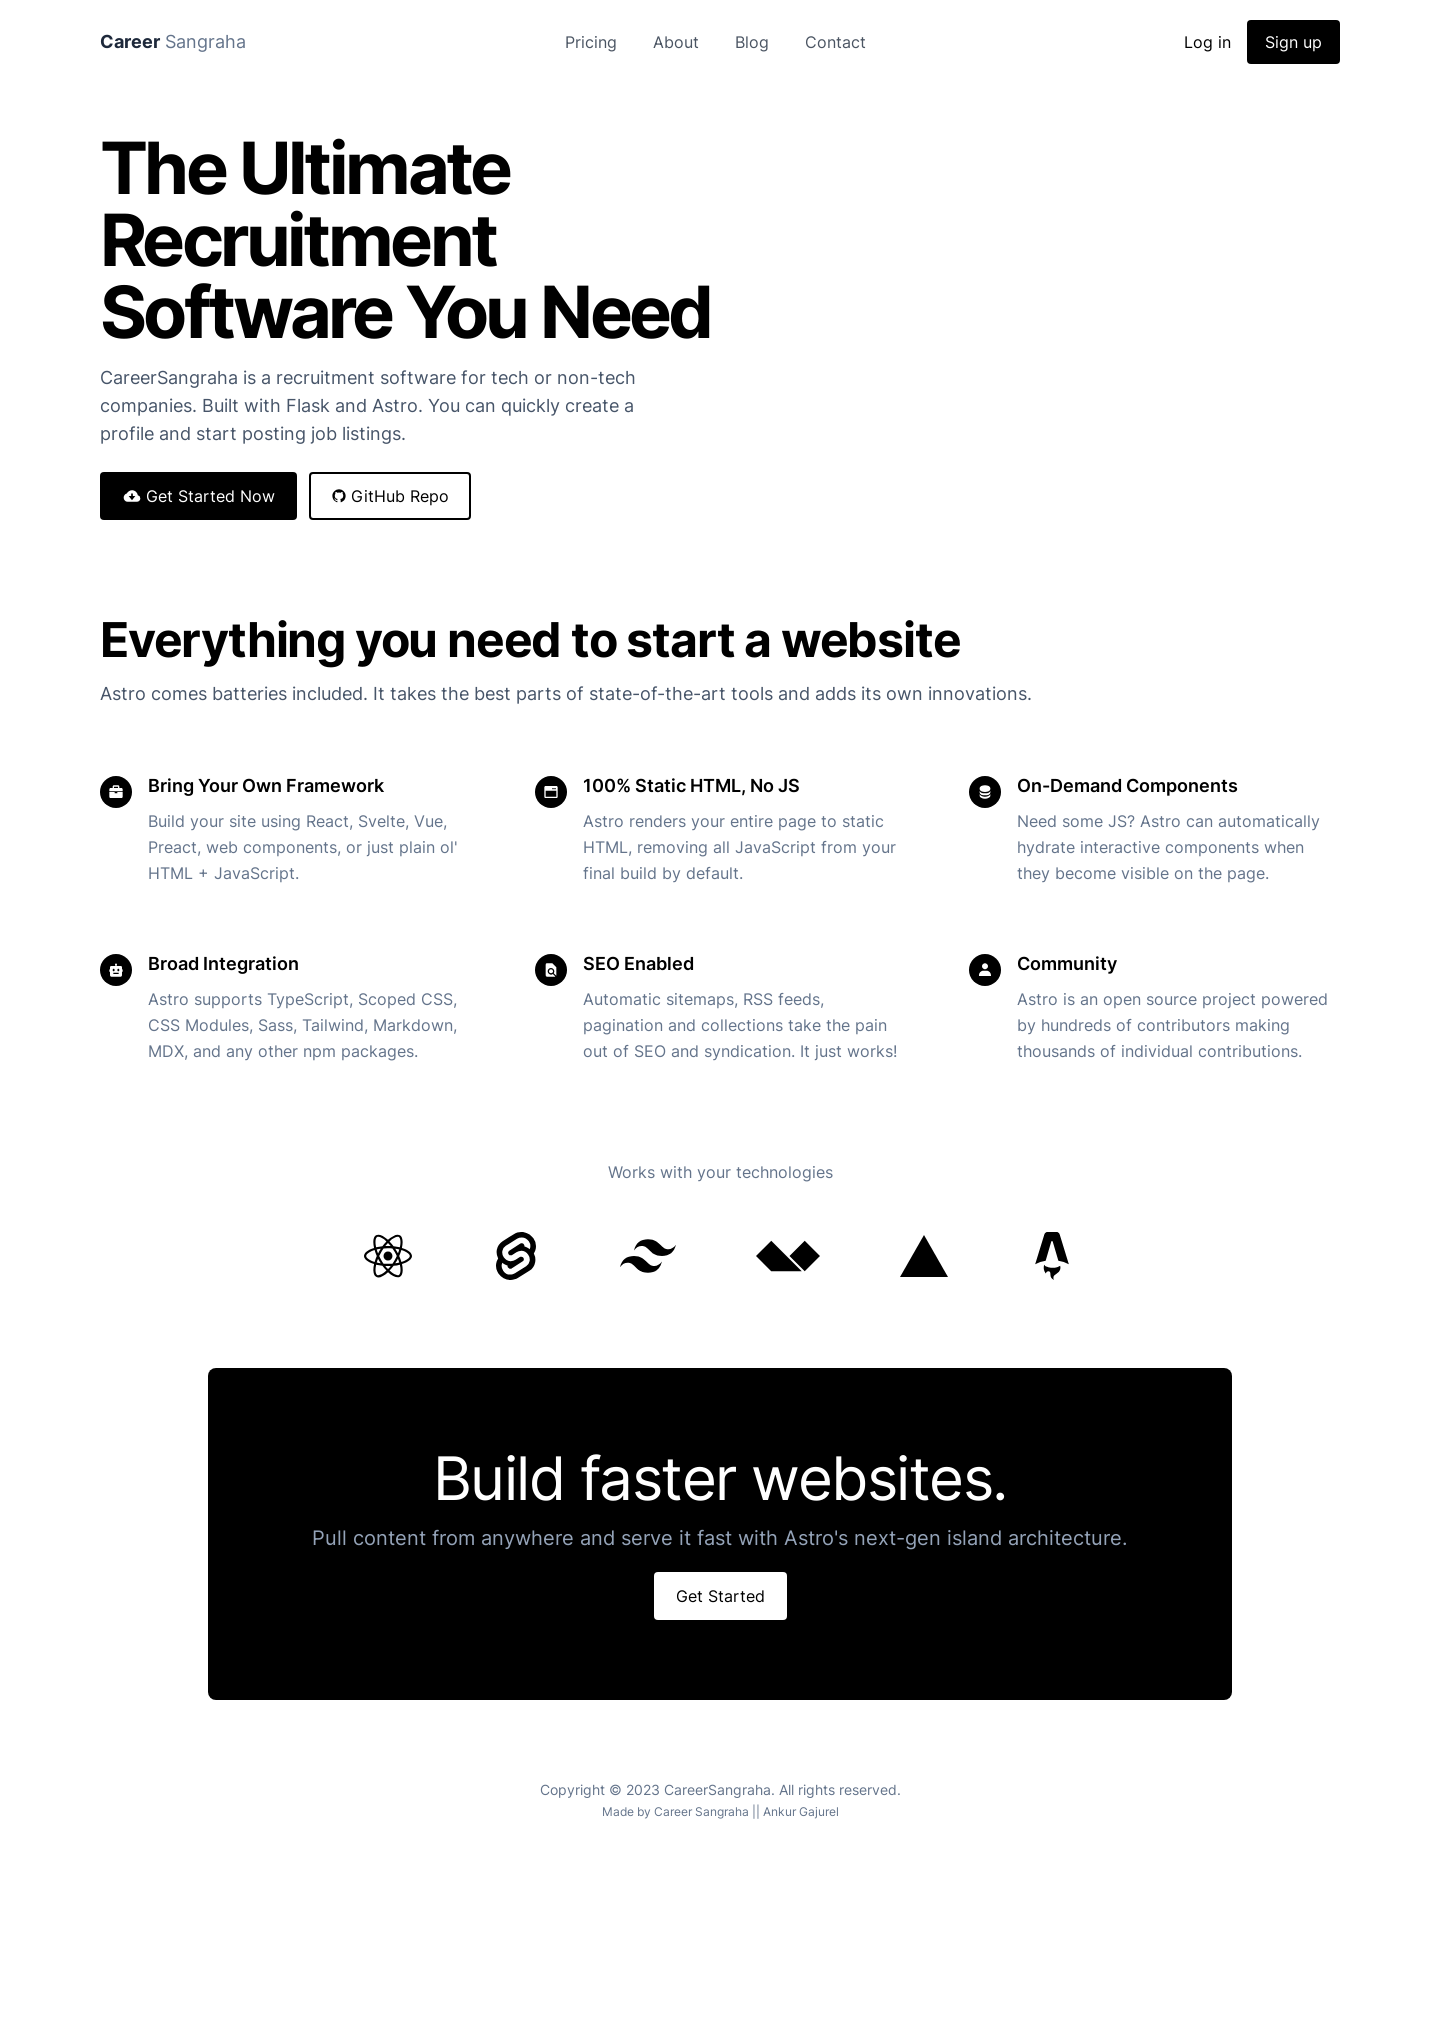 Career Sangraha
Pricing
About
Blog
Contact
Log in
Sign up
The Ultimate
Recruitment
Software You Need
CareerSangraha is a recruitment software for tech or non-tech
companies. Built with Flask and Astro. You can quickly create a
profile and start posting job listings.
Get Started Now
GitHub Repo
Everything you need to start a website
Astro comes batteries included. It takes the best parts of state-of-the-art tools and adds its own innovations.
Bring Your Own Framework
Build your site using React, Svelte, Vue,
Preact, web components, or just plain ol'
HTML + JavaScript.
100% Static HTML, No JS
Astro renders your entire page to static
HTML, removing all JavaScript from your
final build by default.
On-Demand Components
Need some JS? Astro can automatically
hydrate interactive components when
they become visible on the page.
Broad Integration
Astro supports TypeScript, Scoped CSS,
CSS Modules, Sass, Tailwind, Markdown,
MDX, and any other npm packages.
SEO Enabled
Automatic sitemaps, RSS feeds,
pagination and collections take the pain
out of SEO and syndication. It just works!
Community
Astro is an open source project powered
by hundreds of contributors making
thousands of individual contributions.
Works with your technologies
Build faster websites.
Pull content from anywhere and serve it fast with Astro's next-gen island architecture.
Get Started
Copyright © 2023 CareerSangraha. All rights reserved.
Made by Career Sangraha || Ankur Gajurel